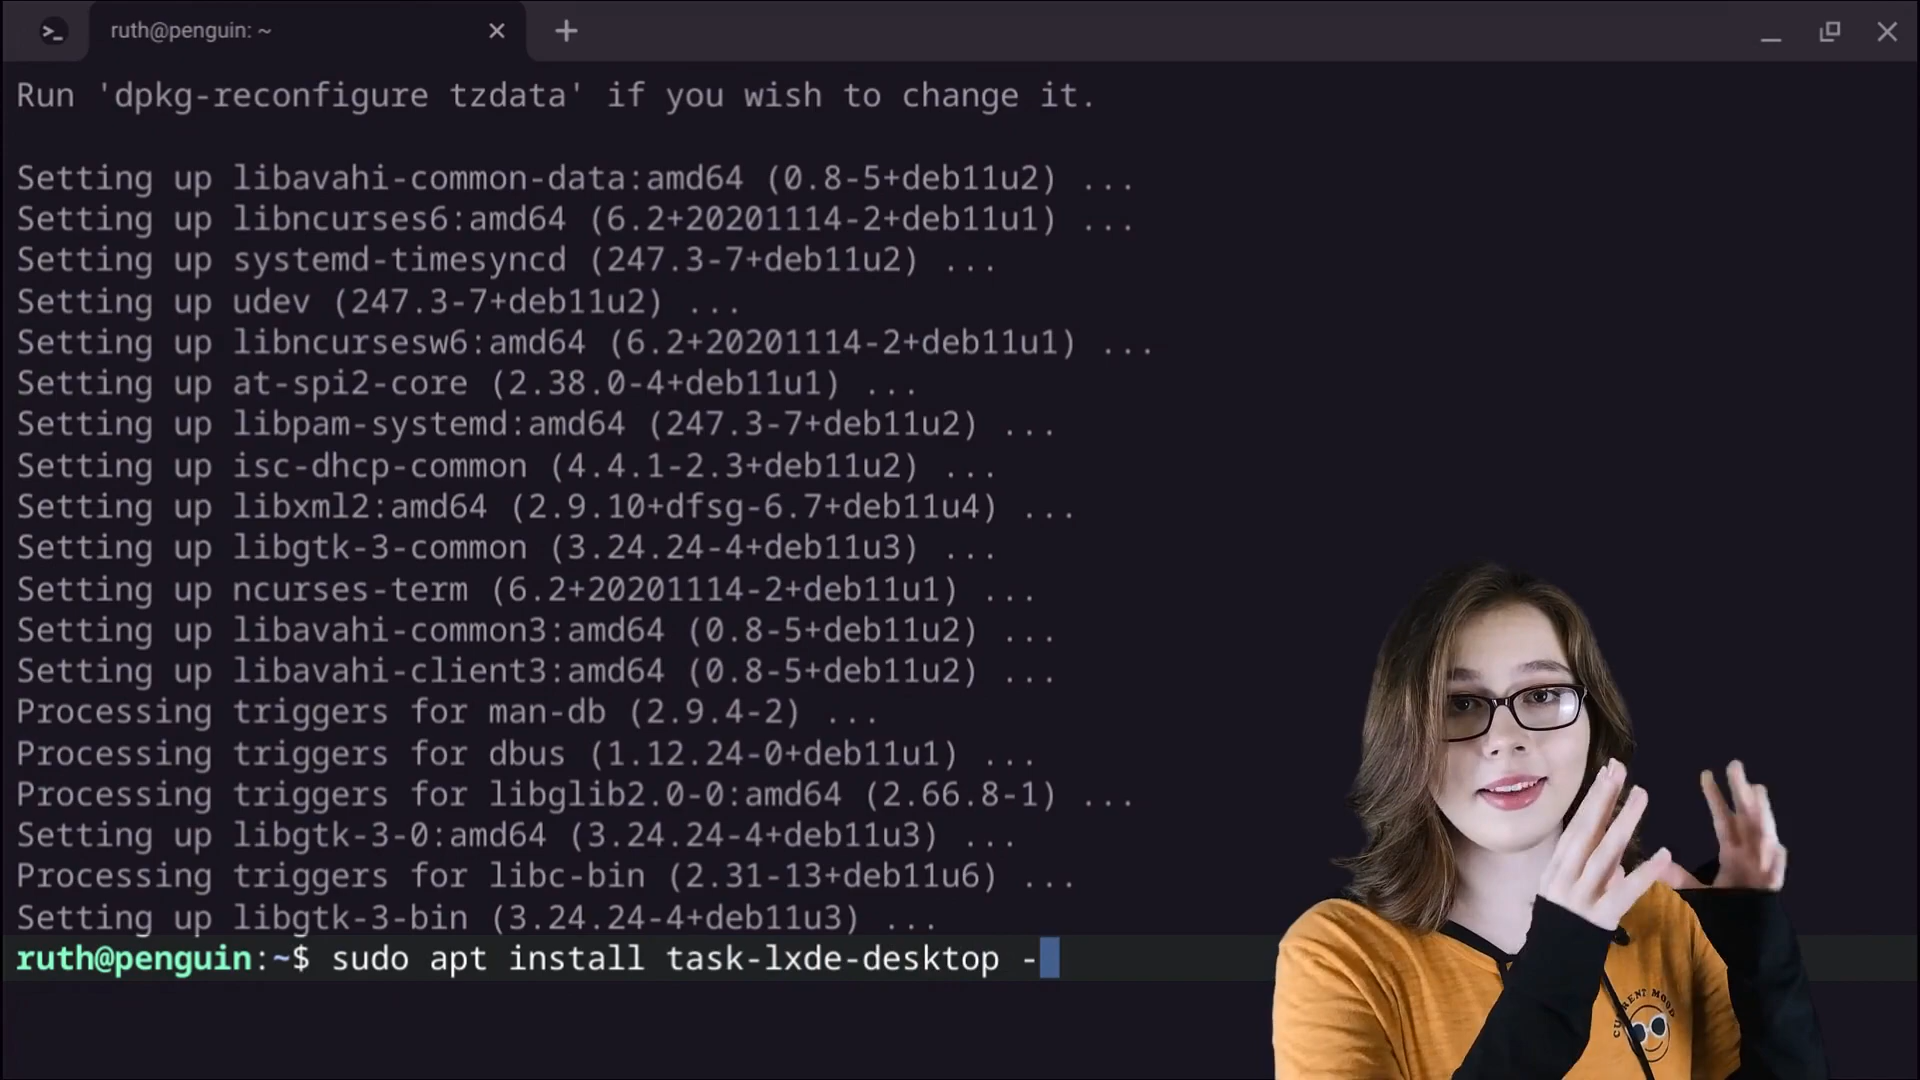 ruth@penguin: ~
Run 'dpkg-reconfigure tzdata' if you wish to change it.
Setting up libavahi-common-data:amd64 (0.8-5+deb11u2) ...
Setting up libncurses6:amd64 (6.2+20201114-2+deb11u1) ...
Setting up systemd-timesyncd (247.3-7+deb11u2) ...
Setting up udev (247.3-7+deb11u2) ...
Setting up libncursesw6:amd64 (6.2+20201114-2+deb11u1) ...
Setting up at-spi2-core (2.38.0-4+deb11u1) ...
Setting up libpam-systemd:amd64 (247.3-7+deb11u2) ...
Setting up isc-dhcp-common (4.4.1-2.3+deb11u2) ...
Setting up libxml2:amd64 (2.9.10+dfsg-6.7+deb11u4) ...
Setting up libgtk-3-common (3.24.24-4+deb11u3) ...
Setting up ncurses-term (6.2+20201114-2+deb11u1) ...
Setting up libavahi-common3:amd64 (0.8-5+deb11u2) ...
Setting up libavahi-client3:amd64 (0.8-5+deb11u2) ...
Processing triggers for man-db (2.9.4-2) ...
Processing triggers for dbus (1.12.24-0+deb11u1) ...
Processing triggers for libglib2.0-0:amd64 (2.66.8-1) ...
Setting up libgtk-3-0:amd64 (3.24.24-4+deb11u3) ...
Processing triggers for libc-bin (2.31-13+deb11u6) ...
Setting up libgtk-3-bin (3.24.24-4+deb11u3) ...
ruth@penguin:~$ sudo apt install task-lxde-desktop -
CURRENT MOOD